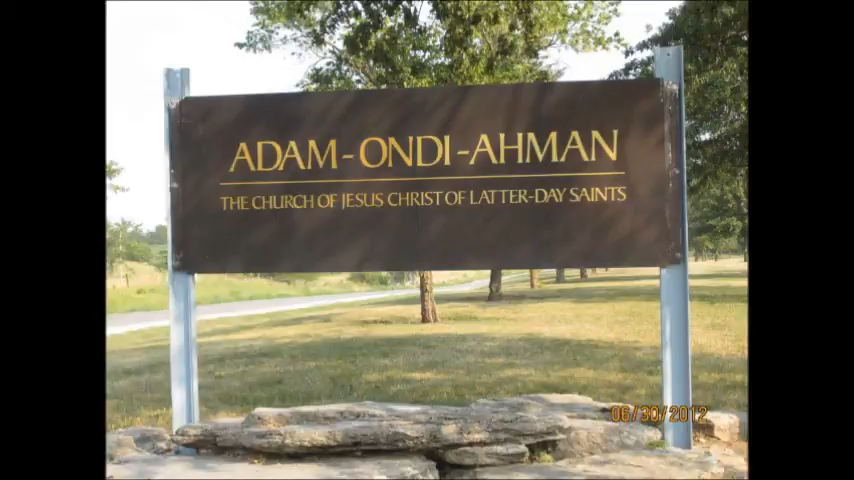 ADAM-ONDI-AHMAN
THE CHURCH OF JESUS CHRIST OF LATTER-DAY SAINTS
06/30/2012